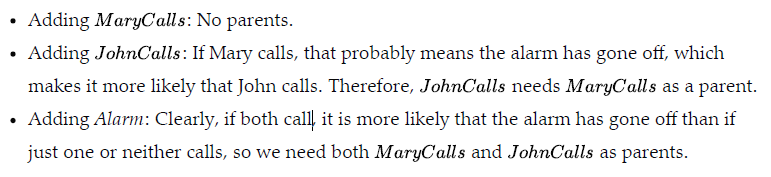 • Adding MaryCalls: No parents.
• Adding JohnCalls: If Mary calls, that probably means the alarm has gone off, which
makes it more likely that John calls. Therefore, JohnCalls needs MaryCalls as a parent.
• Adding Alarm: Clearly, if both call, it is more likely that the alarm has gone off than if
just one or neither calls, so we need both MaryCalls and JohnCalls as parents.